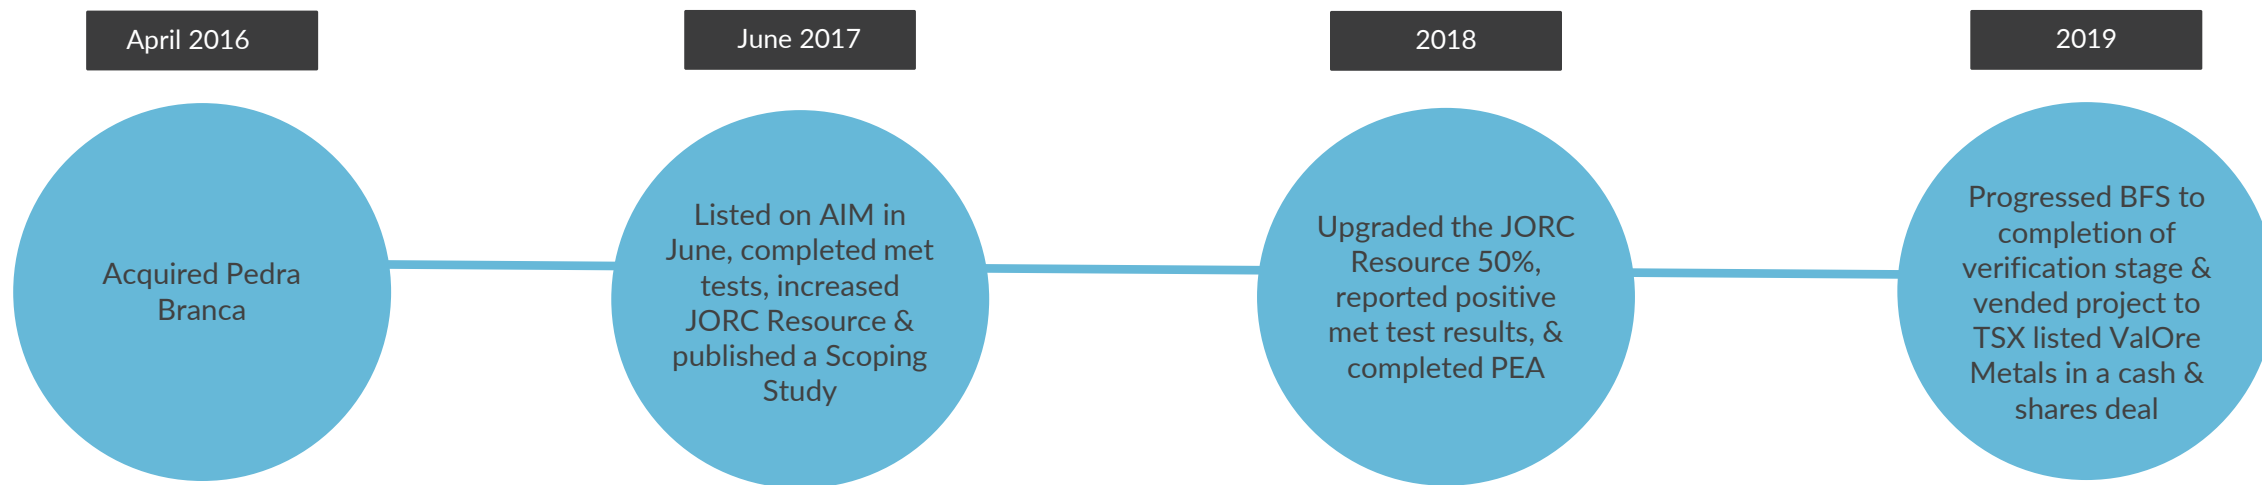 April 2016
Acquired Pedra
Branca
June 2017
Listed on AIM in
June, completed met
tests, increased
JORC Resource &
published a Scoping
Study
2018
Upgraded the JORC
Resource 50%,
reported positive
met test results, &
completed PEA
2019
Progressed BFS to
completion of
verification stage &
vended project to
TSX listed ValOre
Metals in a cash &
shares deal